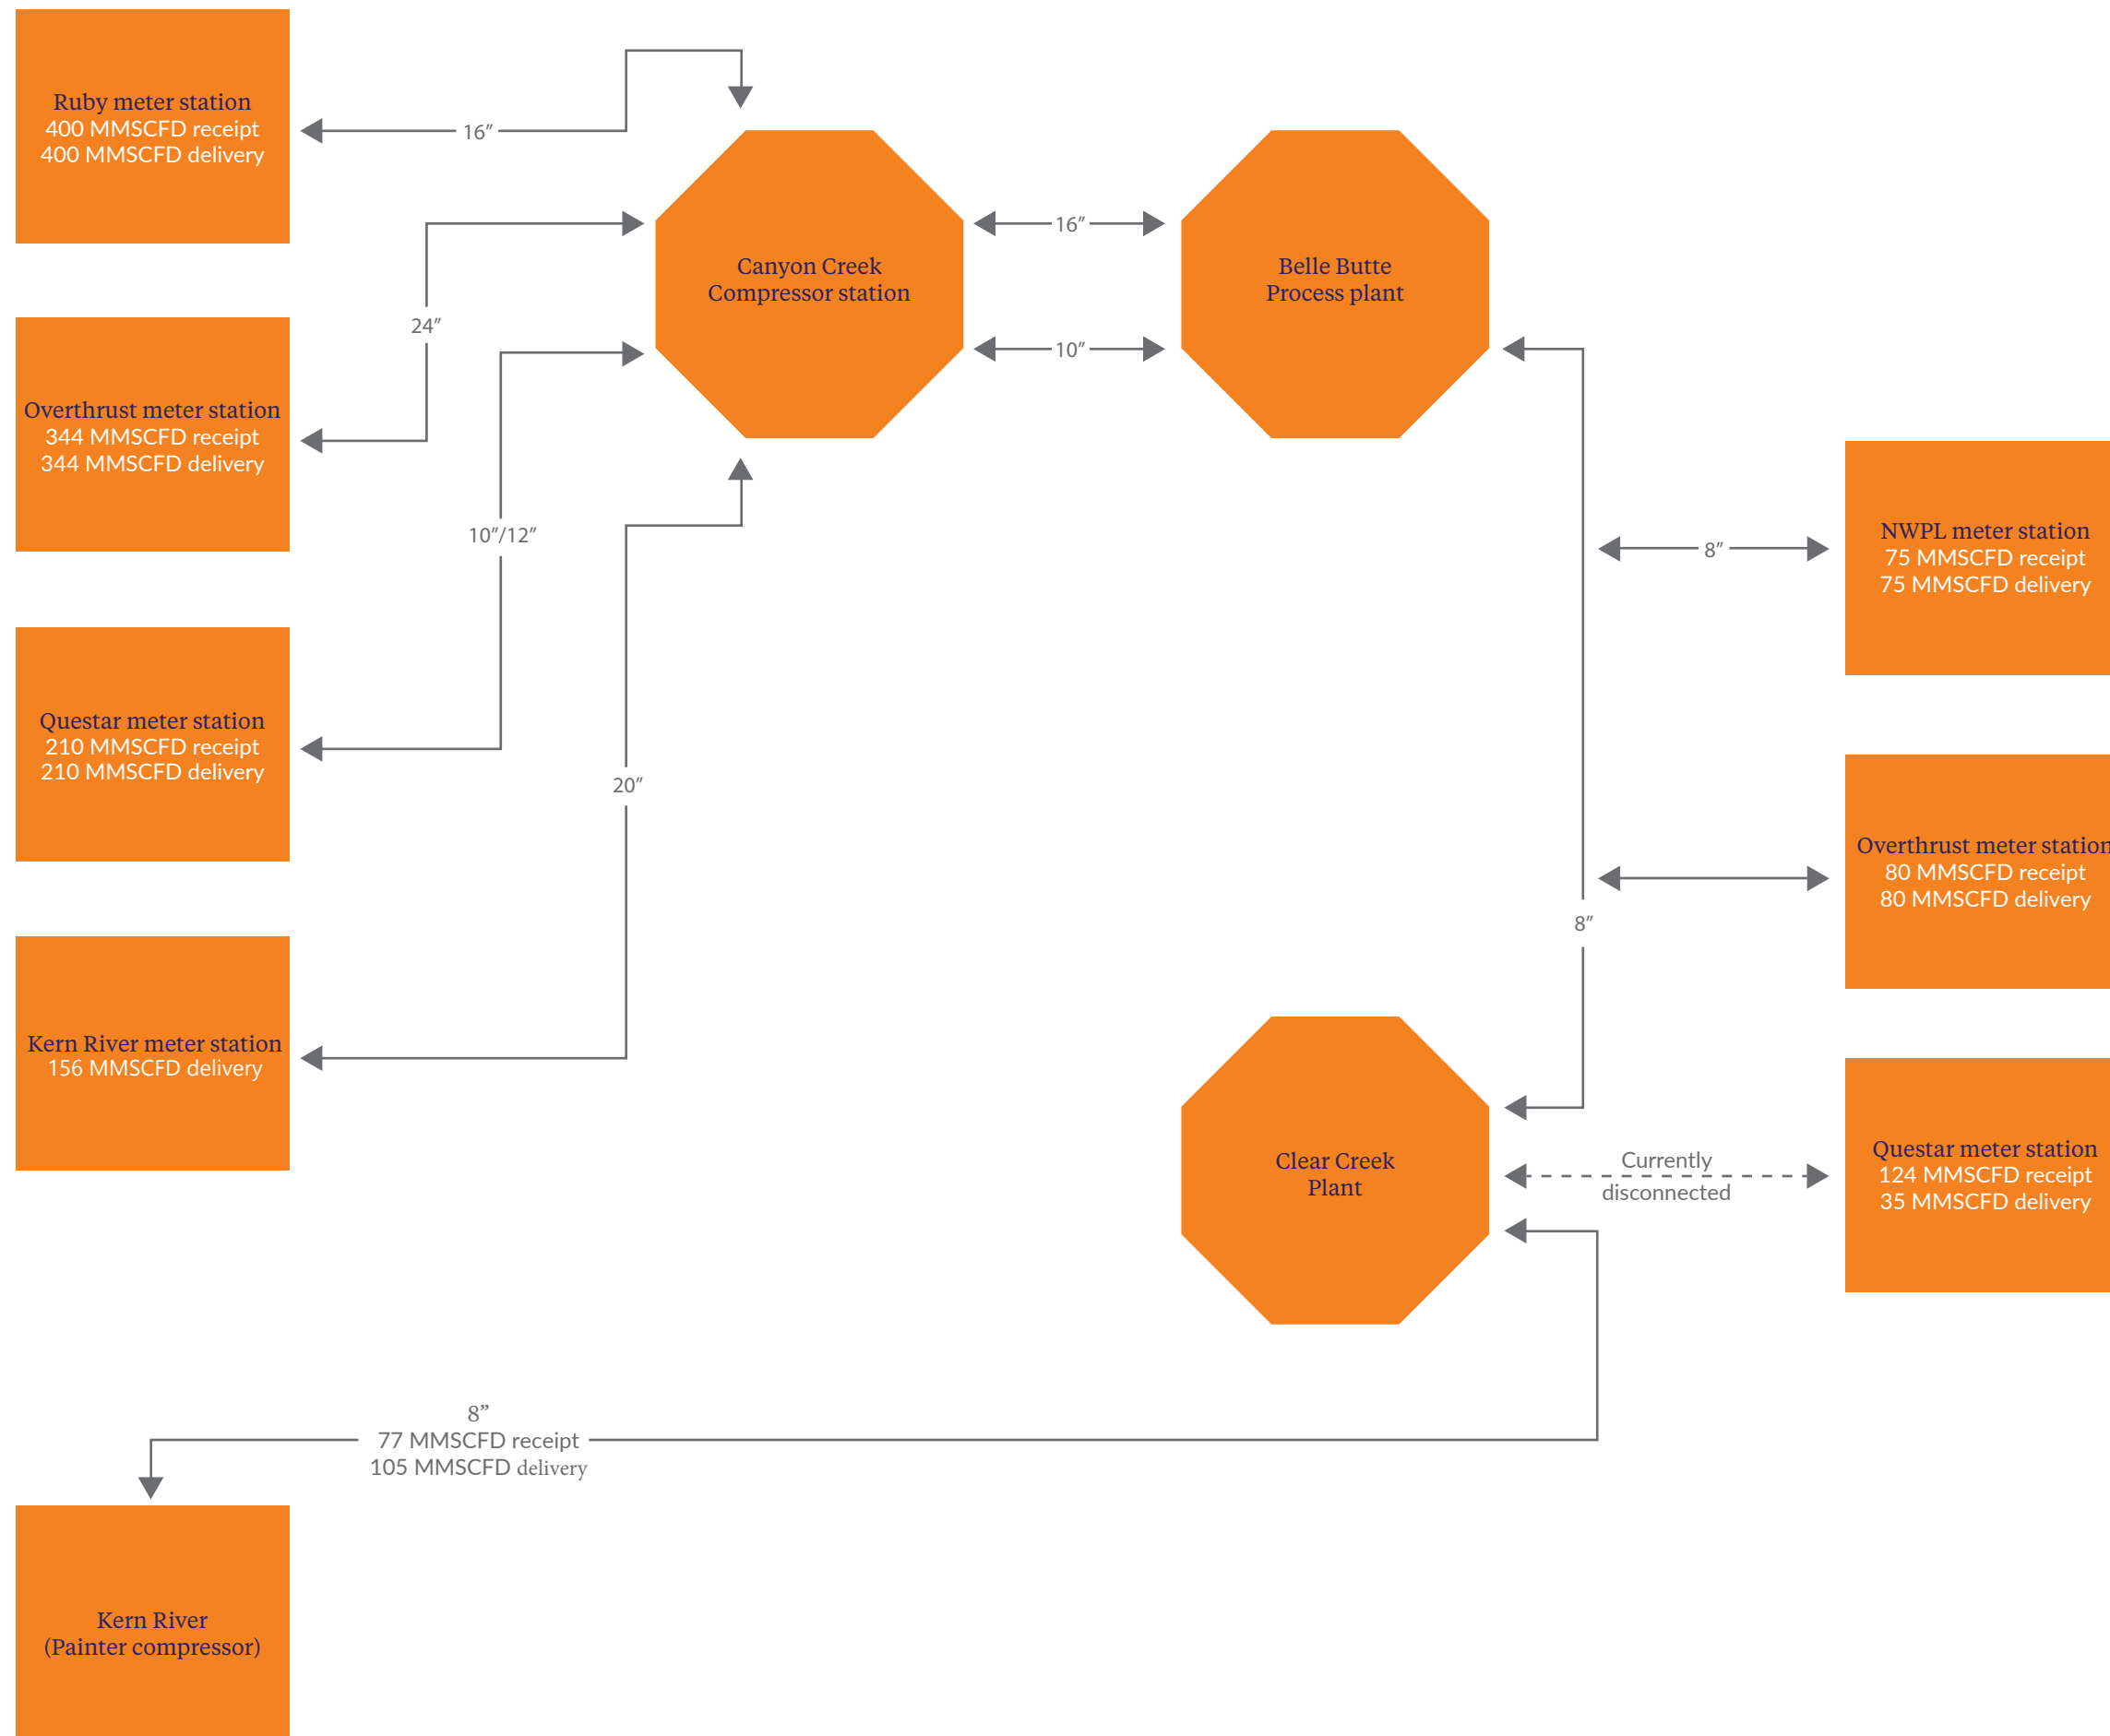 Ruby meter station
400 MMSCFD receipt
400 MMSCFD delivery
16″
Canyon Creek
Compressor station
16″
10″
Belle Butte
Process plant
24″
Overthrust meter station
344 MMSCFD receipt
344 MMSCFD delivery
10″/12″
NWPL meter station
75 MMSCFD receipt
75 MMSCFD delivery
8″
Questar meter station
210 MMSCFD receipt
210 MMSCFD delivery
20″
Overthrust meter station
80 MMSCFD receipt
80 MMSCFD delivery
8″
Kern River meter station
156 MMSCFD delivery
Clear Creek
Plant
Currently
disconnected
Questar meter station
124 MMSCFD receipt
35 MMSCFD delivery
8”
77 MMSCFD receipt
105 MMSCFD delivery
Kern River
(Painter compressor)